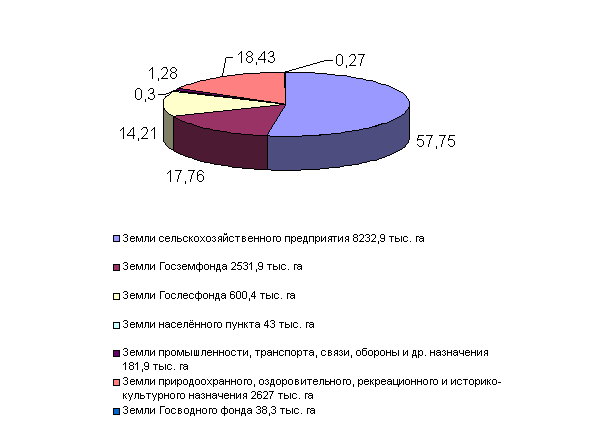 18,43
0,27
1,28
0,3
14,21
57,75
17,76
Земли сельскохозяйственного предприятия 8232,9 тыс. га
Земли Госземфонда 2531,9 тыс. га
Земли Гослесфонда 600,4 тыс. га
Земли населённого пункта 43 тыс. га
Земли промышленности, транспорта, связи, обороны и др. назначения
181,9 тыс. га
Земли природоохранного, оздоровительного, рекреационного и историко-
культурного назначения 2627 тыс. га
Земли Госводного фонда 38,3 тыс. га